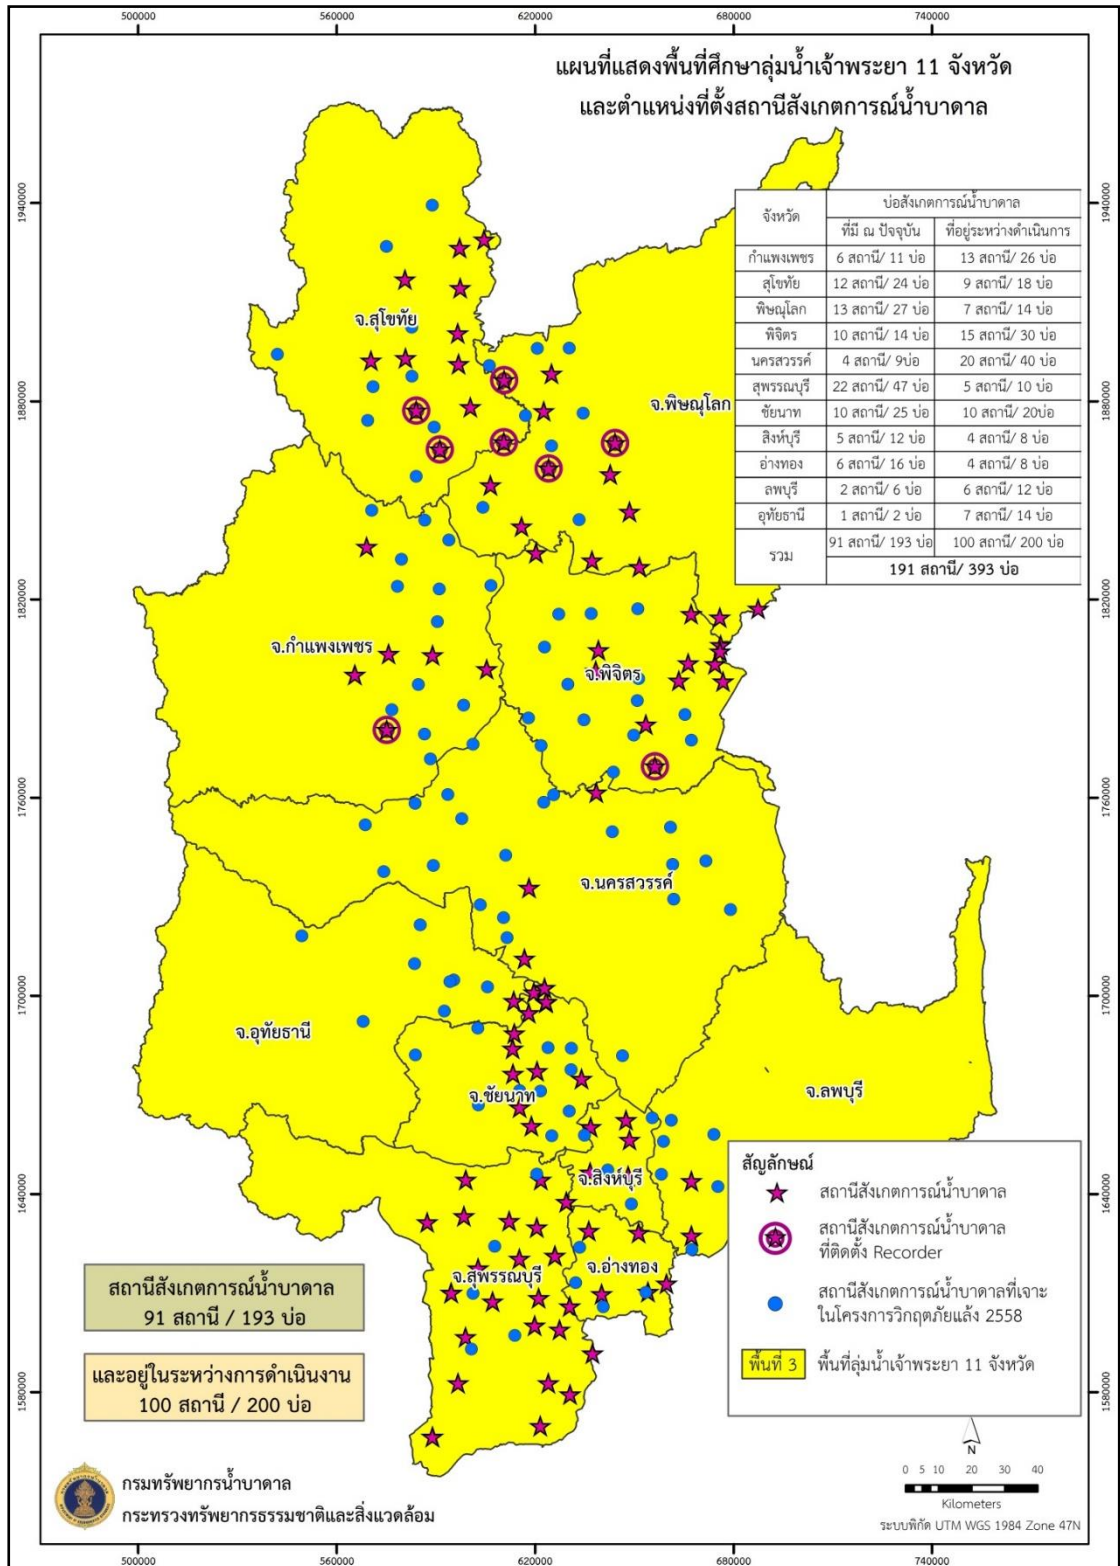 500000 560000 620000 680000 740000
แผนที่แสดงพื้นที่ศึกษาลุ่มน้ำเจ้าพระยา 11 จังหวัด
และตำแหน่งที่ตั้งสถานีสังเกตการณ์น้ำบาดาล
จังหวัด
บ่อสังเกตการณ์น้ำบาดาล
ที่มี ณ ปัจจุบัน ที่อยู่ระหว่างดำเนินการ
กำแพงเพชร 6 สถานี/ 11 บ่อ 13 สถานี/ 26 บ่อ
สุโขทัย 12 สถานี/ 24 บ่อ 9 สถานี/ 18 บ่อ
พิษณุโลก 13 สถานี/ 27 บ่อ 7 สถานี/ 14 บ่อ
พิจิตร 10 สถานี/ 14 บ่อ 15 สถานี/ 30 บ่อ
นครสวรรค์ 4 สถานี/ 9บ่อ 20 สถานี/ 40 บ่อ
สุพรรณบุรี 22 สถานี/ 47 บ่อ 5 สถานี/ 10 บ่อ
ชัยนาท 10 สถานี/ 25 บ่อ 10 สถานี/ 20บ่อ
สิงห์บุรี 5 สถานี/ 12 บ่อ 4 สถานี/ 8 บ่อ
อ่างทอง 6 สถานี/ 16 บ่อ 4 สถานี/ 8 บ่อ
ลพบุรี 2 สถานี/ 6 บ่อ 6 สถานี/ 12 บ่อ
อุทัยธานี 1 สถานี/ 2 บ่อ 7 สถานี/ 14 บ่อ
รวม 91 สถานี/ 193 บ่อ 100 สถานี/ 200 บ่อ
191 สถานี/ 393 บ่อ
1940000 1940000
จ.สุโขทัย
1880000 1880000
จ.พิษณุโลก
1820000 1820000
จ.กำแพงเพชร
จ.พิจิตร
1760000 1760000
จ.นครสวรรค์
1700000 1700000
จ.อุทัยธานี
จ.ชัยนาท
จ.ลพบุรี
จ.สิงห์บุรี
1640000 1640000
จ.อ่างทอง
จ.สุพรรณบุรี
1580000 1580000
สัญลักษณ์
สถานีสังเกตการณ์น้ำบาดาล
สถานีสังเกตการณ์น้ำบาดาล
ที่ติดตั้ง Recorder
สถานีสังเกตการณ์น้ำบาดาลที่เจาะ
ในโครงการวิกฤตภัยแล้ง 2558
พื้นที่ 3 พื้นที่ลุ่มน้ำเจ้าพระยา 11 จังหวัด
สถานีสังเกตการณ์น้ำบาดาล
91 สถานี / 193 บ่อ
และอยู่ในระหว่างการดำเนินงาน
100 สถานี / 200 บ่อ
กรมทรัพยากรน้ำบาดาล
กระทรวงทรัพยากรธรรมชาติและสิ่งแวดล้อม
N
0 5 10 20 30 40
Kilometers
ระบบพิกัด UTM WGS 1984 Zone 47N
500000 560000 620000 680000 740000